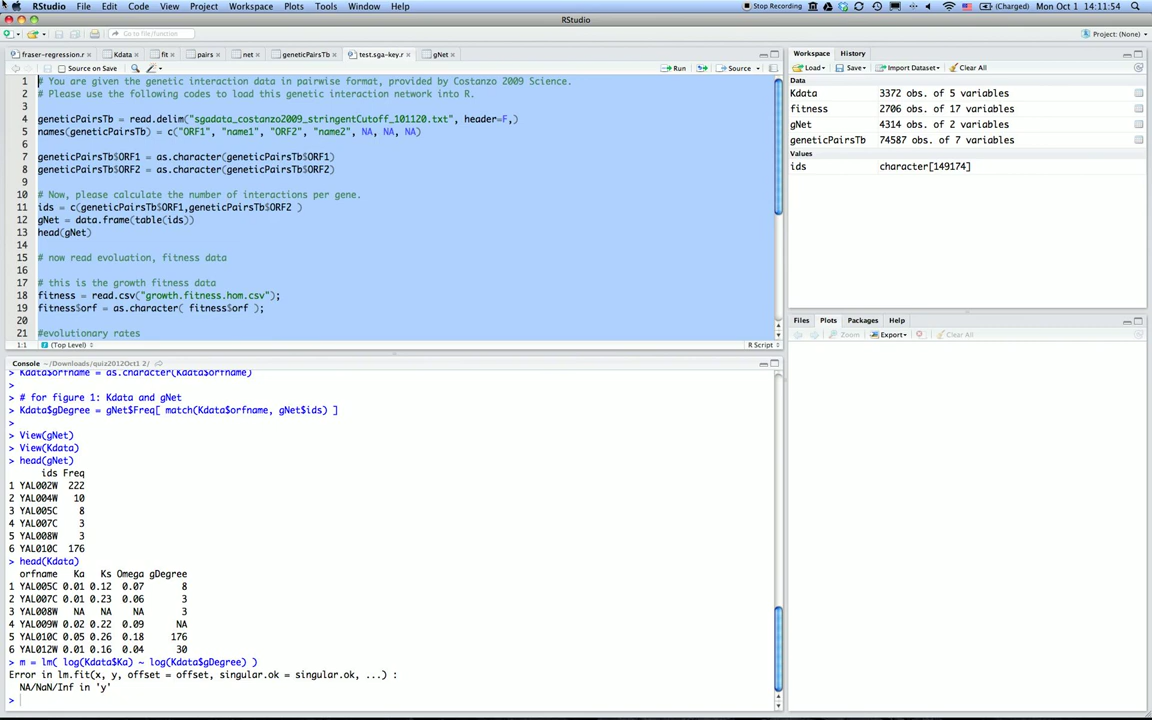 RStudio File Edit Code View Project Workspace Plots Tools Window Help Stop Recording (Charged) Mon Oct 1 14:11:54
RStudio
Go to file/function Project: (None)
fraser-regression.r Kdata fit pairs net geneticPairsTb test.sga-key.r gNet
Source on Save Run Source
1 # You are given the genetic interaction data in pairwise format, provided by Costanzo 2009 Science.
2 # Please use the following codes to load this genetic interaction network into R.
3
4 geneticPairsTb = read.delim("sgadata_costanzo2009_stringentCutoff_101120.txt", header=F,)
5 names(geneticPairsTb) = c("ORF1", "name1", "ORF2", "name2", NA, NA, NA)
6
7 geneticPairsTb$ORF1 = as.character(geneticPairsTb$ORF1)
8 geneticPairsTb$ORF2 = as.character(geneticPairsTb$ORF2)
9
10 # Now, please calculate the number of interactions per gene.
11 ids = c(geneticPairsTb$ORF1,geneticPairsTb$ORF2 )
12 gNet = data.frame(table(ids))
13 head(gNet)
14
15 # now read evoluation, fitness data
16
17 # this is the growth fitness data
18 fitness = read.csv("growth.fitness.hom.csv");
19 fitness$orf = as.character( fitness$orf );
20
21 #evolutionary rates
1:1 (Top Level) R Script
Console ~/Downloads/quiz2012Oct1 2/
> Kdata$orfname = as.character(Kdata$orfname)
>
> # for figure 1: Kdata and gNet
> Kdata$gDegree = gNet$Freq[ match(Kdata$orfname, gNet$ids) ]
>
> View(gNet)
> View(Kdata)
> head(gNet)
ids Freq
1 YAL002W 222
2 YAL004W 10
3 YAL005C 8
4 YAL007C 3
5 YAL008W 3
6 YAL010C 176
> head(Kdata)
orfname Ka Ks Omega gDegree
1 YAL005C 0.01 0.12 0.07 8
2 YAL007C 0.01 0.23 0.06 3
3 YAL008W NA NA NA 3
4 YAL009W 0.02 0.22 0.09 NA
5 YAL010C 0.05 0.26 0.18 176
6 YAL012W 0.01 0.16 0.04 30
> m = lm( log(Kdata$Ka) ~ log(Kdata$gDegree) )
Error in lm.fit(x, y, offset = offset, singular.ok = singular.ok, ...) :
NA/NaN/Inf in 'y'
>
Workspace History
Load Save Import Dataset Clear All
Data
Kdata 3372 obs. of 5 variables
fitness 2706 obs. of 17 variables
gNet 4314 obs. of 2 variables
geneticPairsTb 74587 obs. of 7 variables
Values
ids character[149174]
Files Plots Packages Help
Zoom Export Clear All